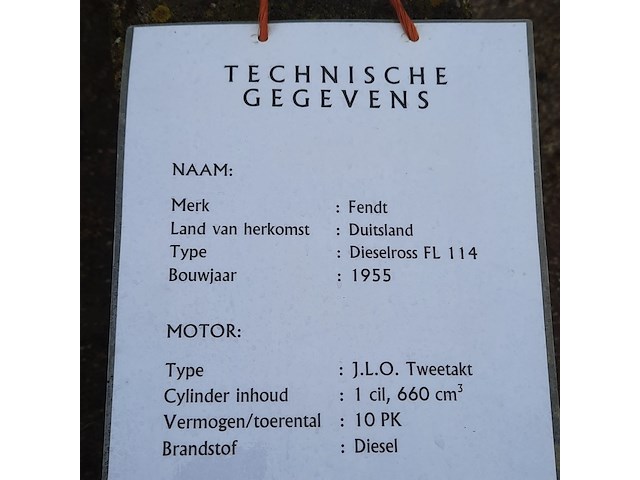 TECHNISCHE
GEGEVENS
NAAM:
Merk : Fendt
Land van herkomst : Duitsland
Type : Dieselross FL 114
Bouwjaar : 1955
MOTOR:
Type : J.L.O. Tweetakt
Cylinder inhoud : 1 cil, 660 cm³
Vermogen/toerental : 10 PK
Brandstof : Diesel